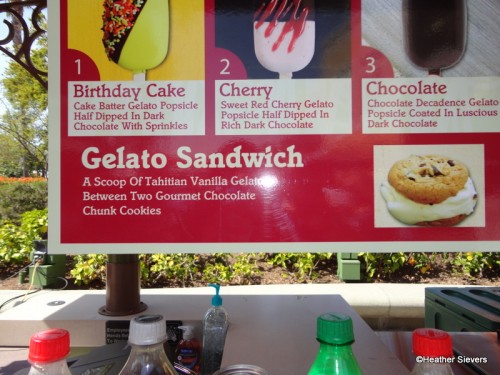 1
Birthday Cake
Cake Batter Gelato Popsicle
Half Dipped In Dark
Chocolate With Sprinkles
2
Cherry
Sweet Red Cherry Gelato
Popsicle Half Dipped In
Rich Dark Chocolate
3
Chocolate
Chocolate Decadence Gelato
Popsicle Coated In Luscious
Dark Chocolate
Gelato Sandwich
A Scoop Of Tahitian Vanilla Gelato
Between Two Gourmet Chocolate
Chunk Cookies
©Heather Sievers